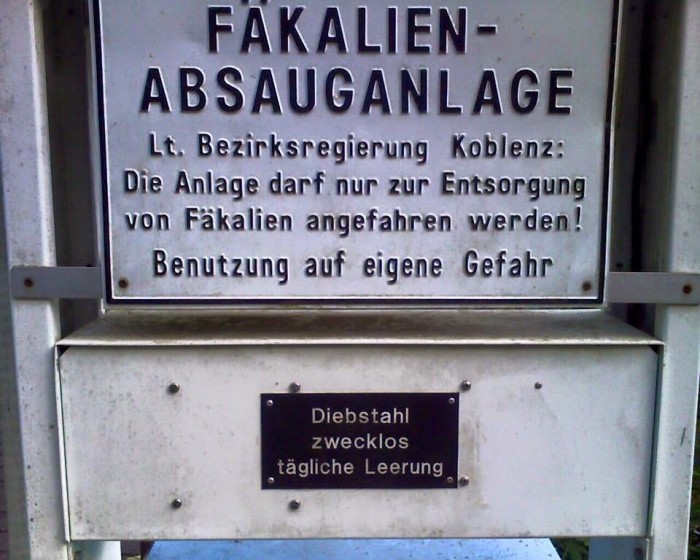 FÄKALIEN-
ABSAUGANLAGE
Lt. Bezirksregierung Koblenz:
Die Anlage darf nur zur Entsorgung
von Fäkalien angefahren werden!
Benutzung auf eigene Gefahr
Diebstahl
zwecklos
tägliche Leerung